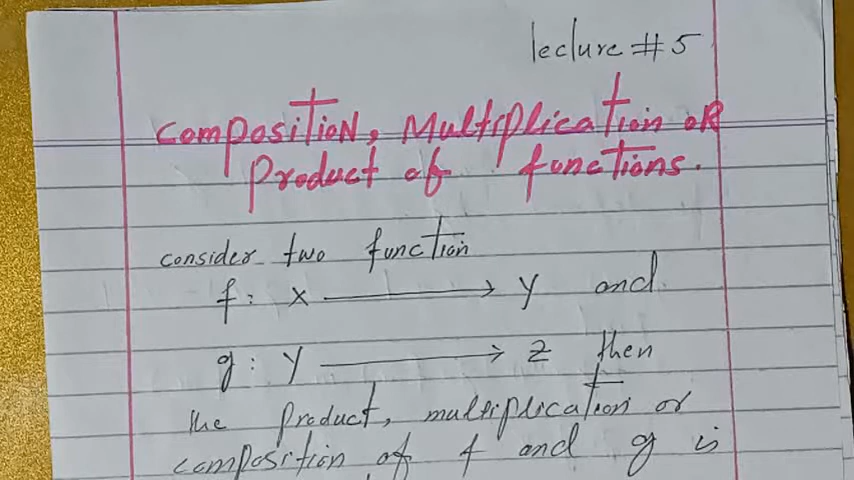 lecture # 5
Composition, Multiplication or
Product of functions.
consider two function
f: X ⟶ Y and
g: Y ⟶ Z then
the product, multiplication or
composition of f and g is